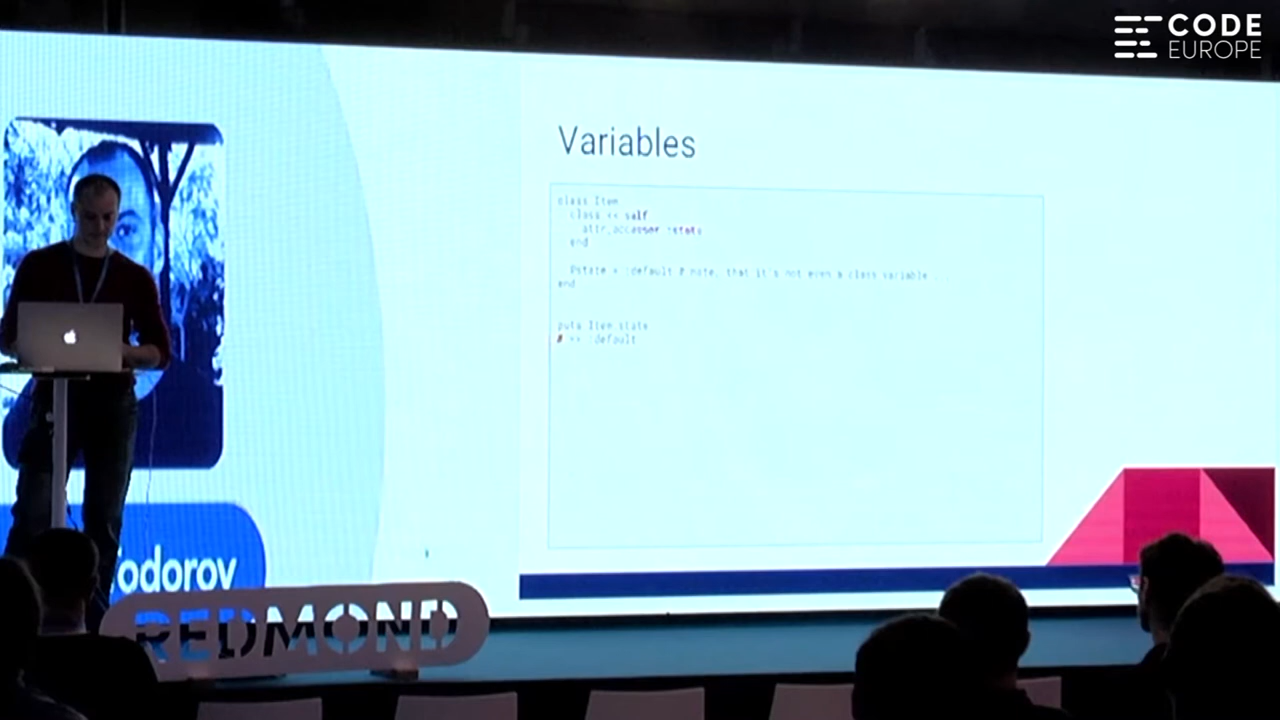 CODE
EUROPE
Variables
class Item
class << self
attr_accessor :state
end
@state = :default # note, that it's not even a class variable
end
puts Item.state
# => :default
Todorov
REDMOND